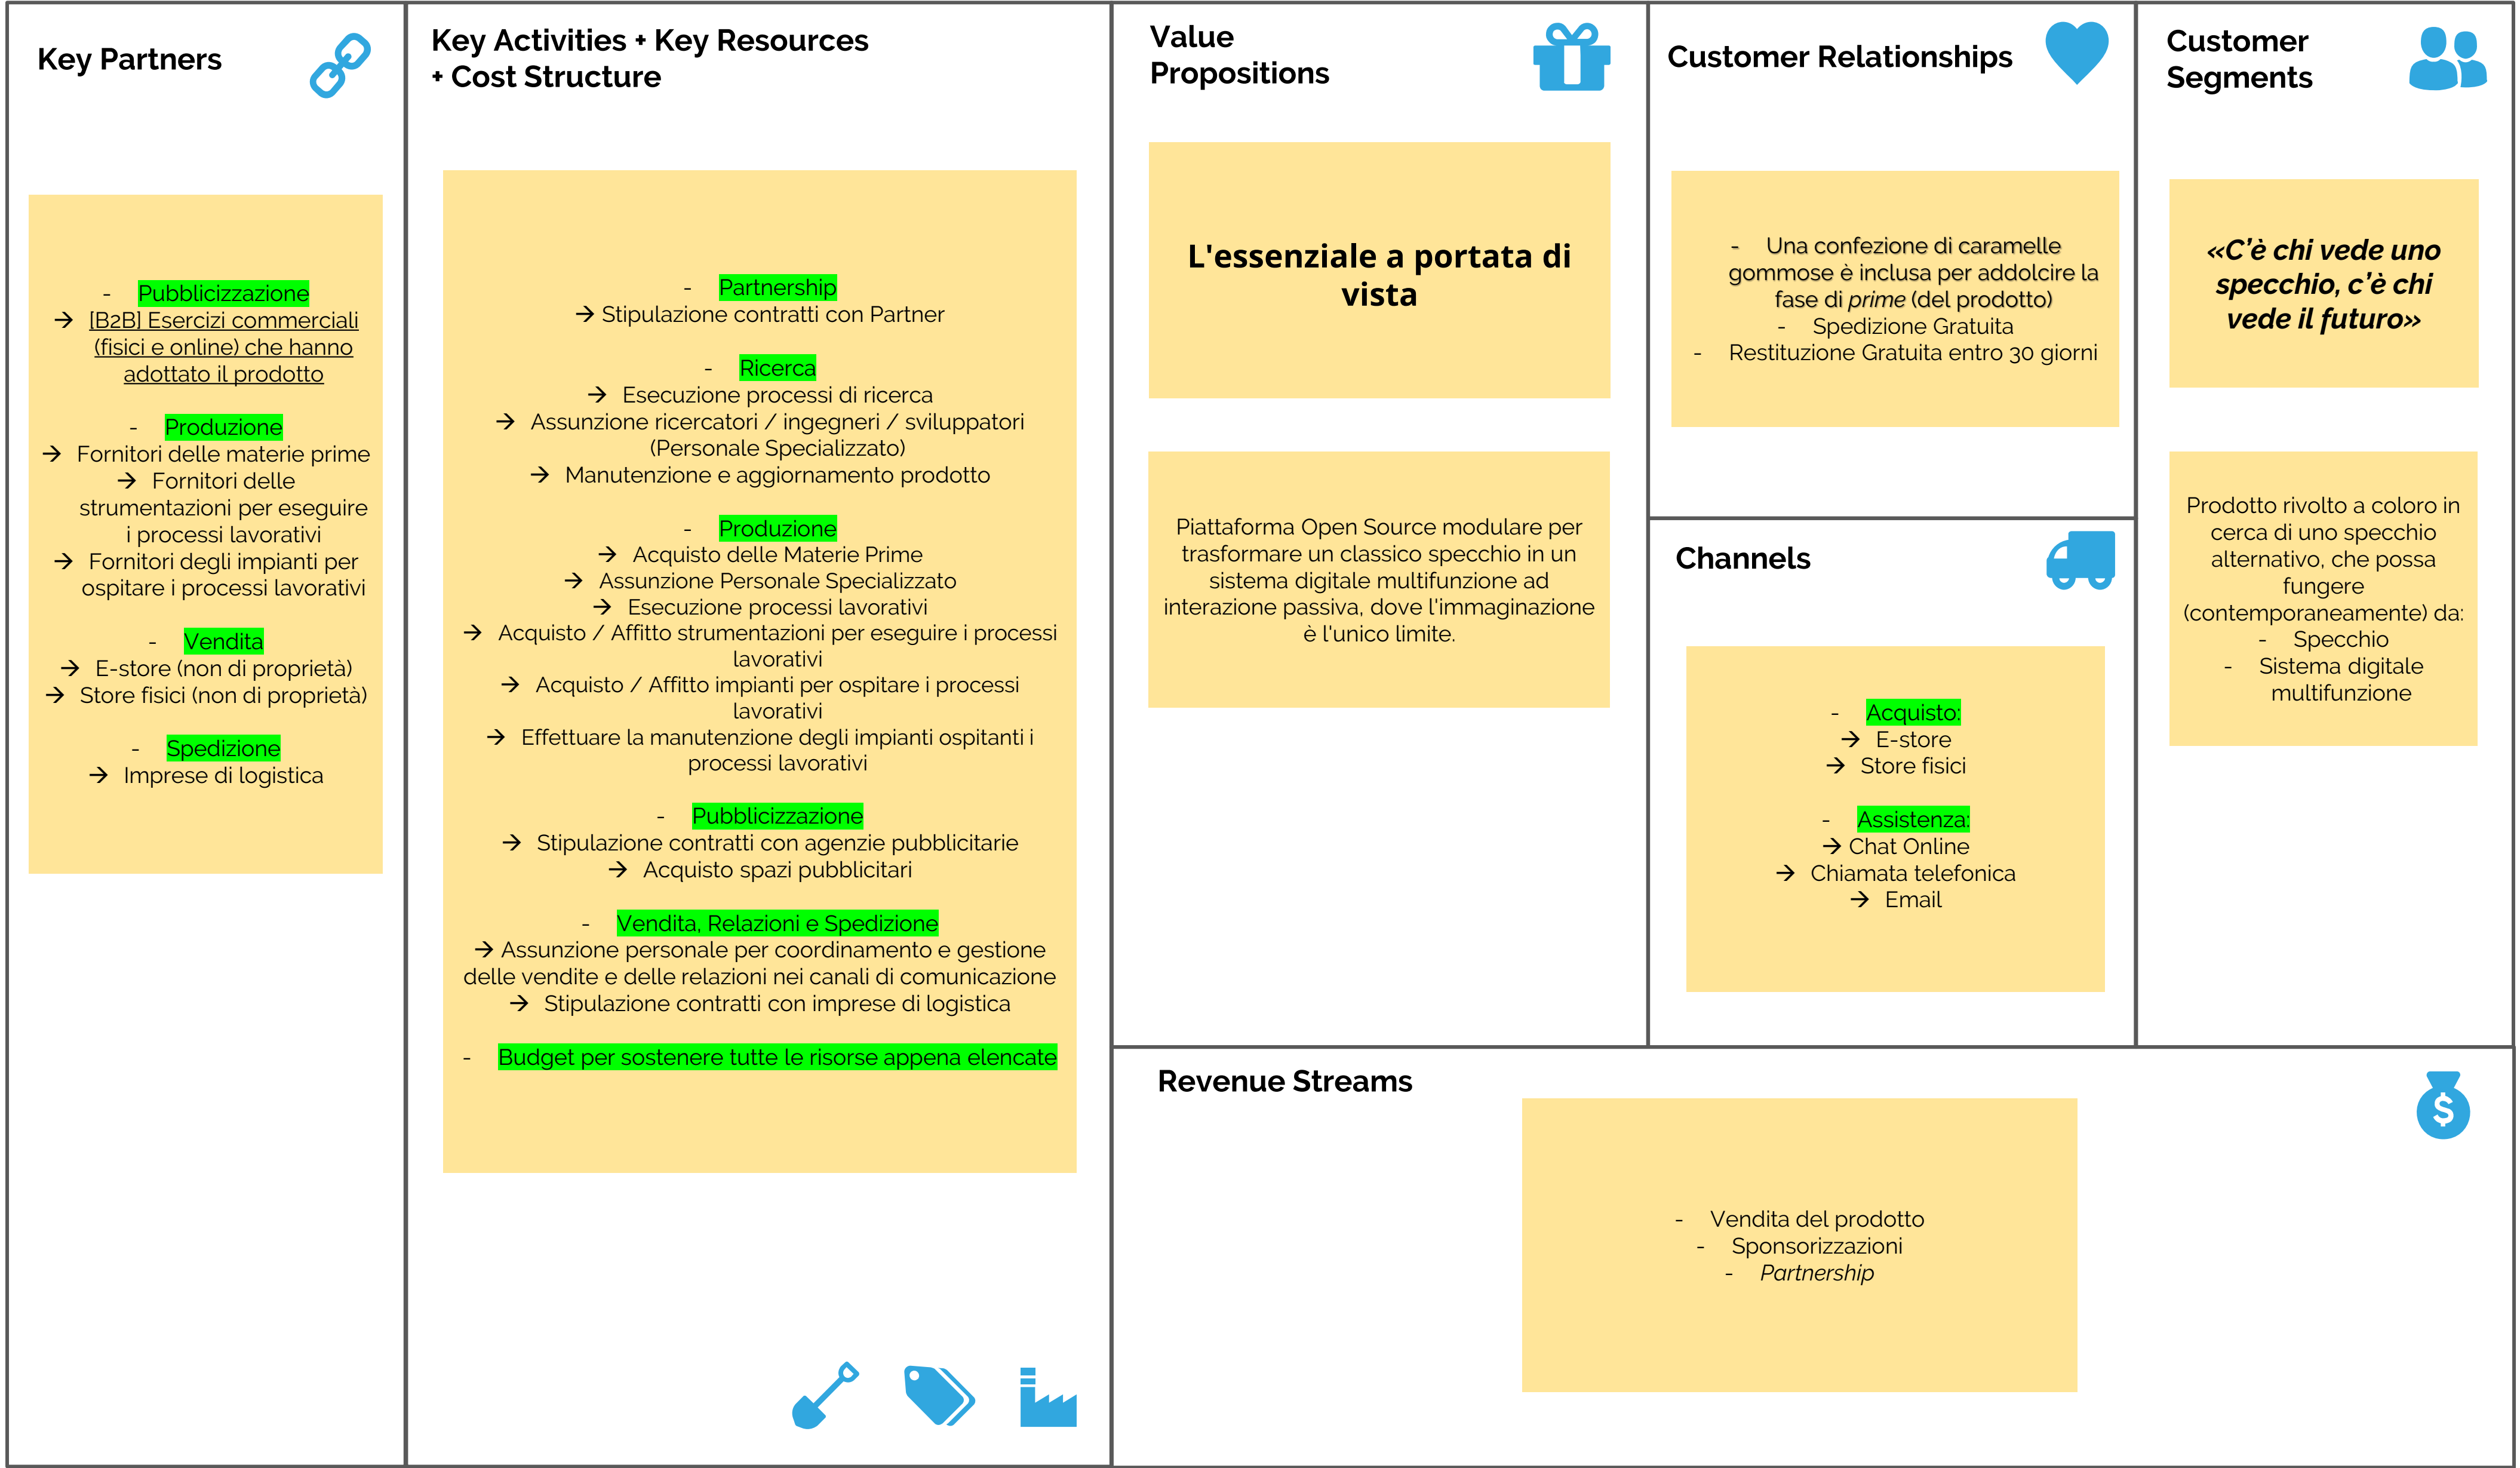 Key Partners
- Pubblicizzazione
→ [B2B] Esercizi commerciali
(fisici e online) che hanno
adottato il prodotto
- Produzione
→ Fornitori delle materie prime
→ Fornitori delle
strumentazioni per eseguire
i processi lavorativi
→ Fornitori degli impianti per
ospitare i processi lavorativi
- Vendita
→ E-store (non di proprietà)
→ Store fisici (non di proprietà)
- Spedizione
→ Imprese di logistica
Key Activities + Key Resources
+ Cost Structure
- Partnership
→ Stipulazione contratti con Partner
- Ricerca
→ Esecuzione processi di ricerca
→ Assunzione ricercatori / ingegneri / sviluppatori
(Personale Specializzato)
→ Manutenzione e aggiornamento prodotto
- Produzione
→ Acquisto delle Materie Prime
→ Assunzione Personale Specializzato
→ Esecuzione processi lavorativi
→ Acquisto / Affitto strumentazioni per eseguire i processi
lavorativi
→ Acquisto / Affitto impianti per ospitare i processi
lavorativi
→ Effettuare la manutenzione degli impianti ospitanti i
processi lavorativi
- Pubblicizzazione
→ Stipulazione contratti con agenzie pubblicitarie
→ Acquisto spazi pubblicitari
- Vendita, Relazioni e Spedizione
→ Assunzione personale per coordinamento e gestione
delle vendite e delle relazioni nei canali di comunicazione
→ Stipulazione contratti con imprese di logistica
- Budget per sostenere tutte le risorse appena elencate
Value
Propositions
L'essenziale a portata di
vista
Piattaforma Open Source modulare per
trasformare un classico specchio in un
sistema digitale multifunzione ad
interazione passiva, dove l'immaginazione
è l'unico limite.
Customer Relationships
- Una confezione di caramelle
gommose è inclusa per addolcire la
fase di prime (del prodotto)
- Spedizione Gratuita
- Restituzione Gratuita entro 30 giorni
Channels
- Acquisto:
→ E-store
→ Store fisici
- Assistenza:
→ Chat Online
→ Chiamata telefonica
→ Email
Customer
Segments
«C'è chi vede uno
specchio, c'è chi
vede il futuro»
Prodotto rivolto a coloro in
cerca di uno specchio
alternativo, che possa
fungere
(contemporaneamente) da:
- Specchio
- Sistema digitale
multifunzione
Revenue Streams
$
- Vendita del prodotto
- Sponsorizzazioni
- Partnership